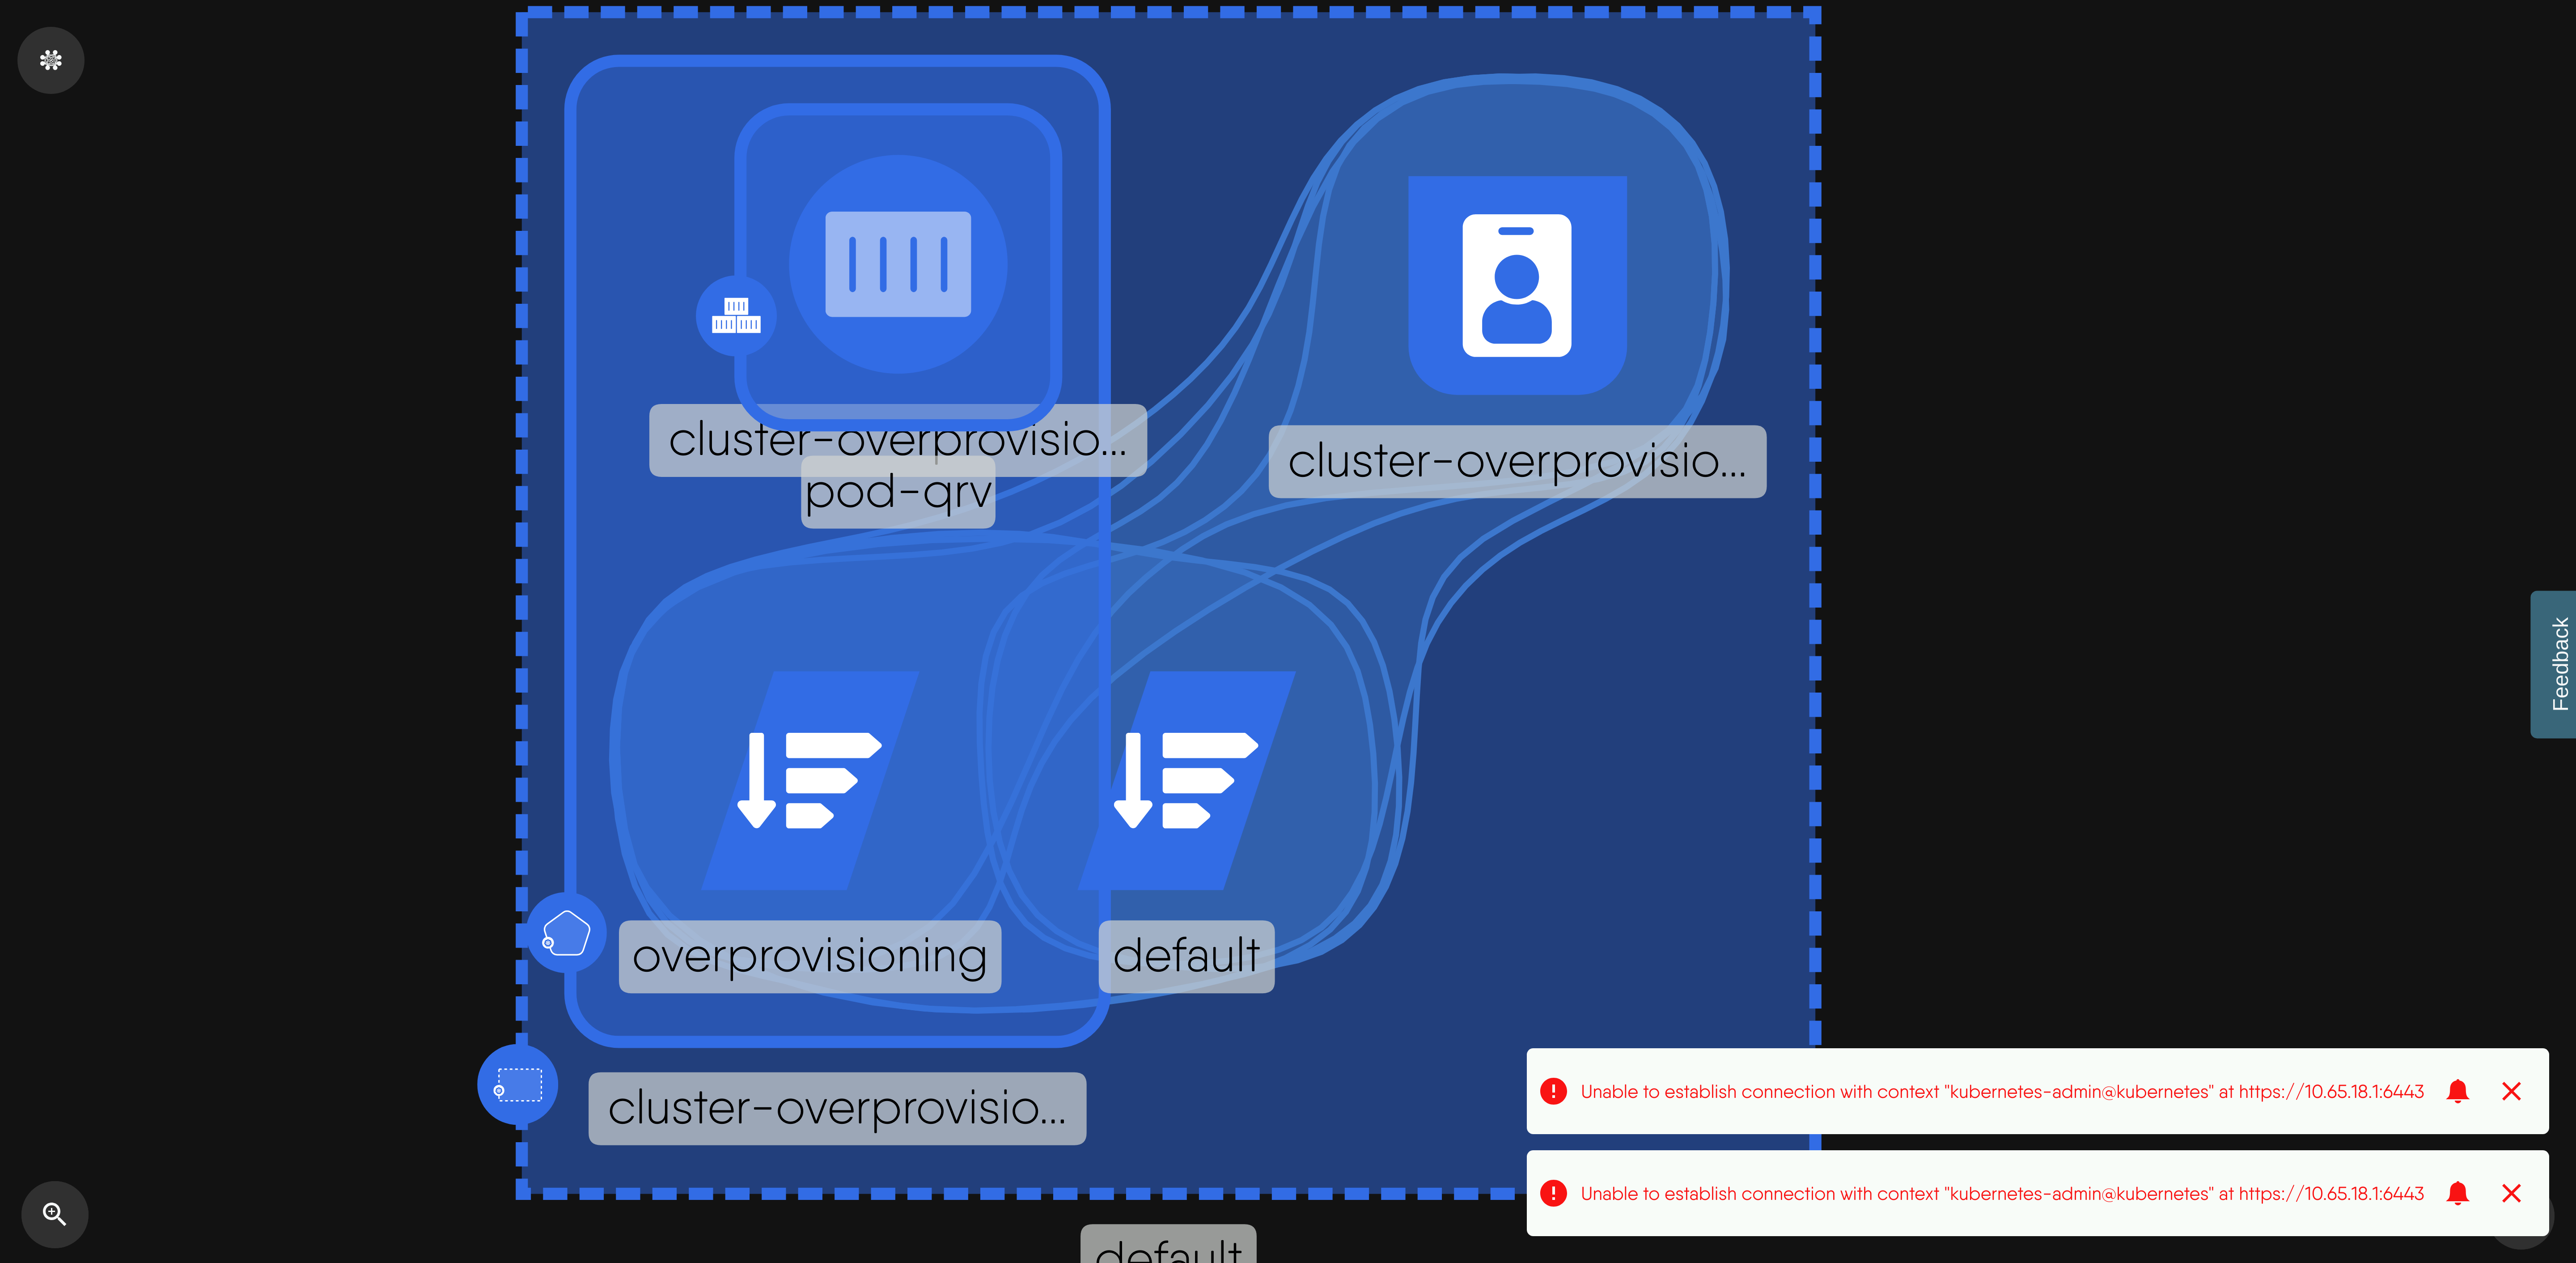 cluster-overprovisio...
pod-qrv
cluster-overprovisio...
overprovisioning
default
cluster-overprovisio...
default
Feedback
Unable to establish connection with context "kubernetes-admin@kubernetes" at https://10.65.18.1:6443
Unable to establish connection with context "kubernetes-admin@kubernetes" at https://10.65.18.1:6443